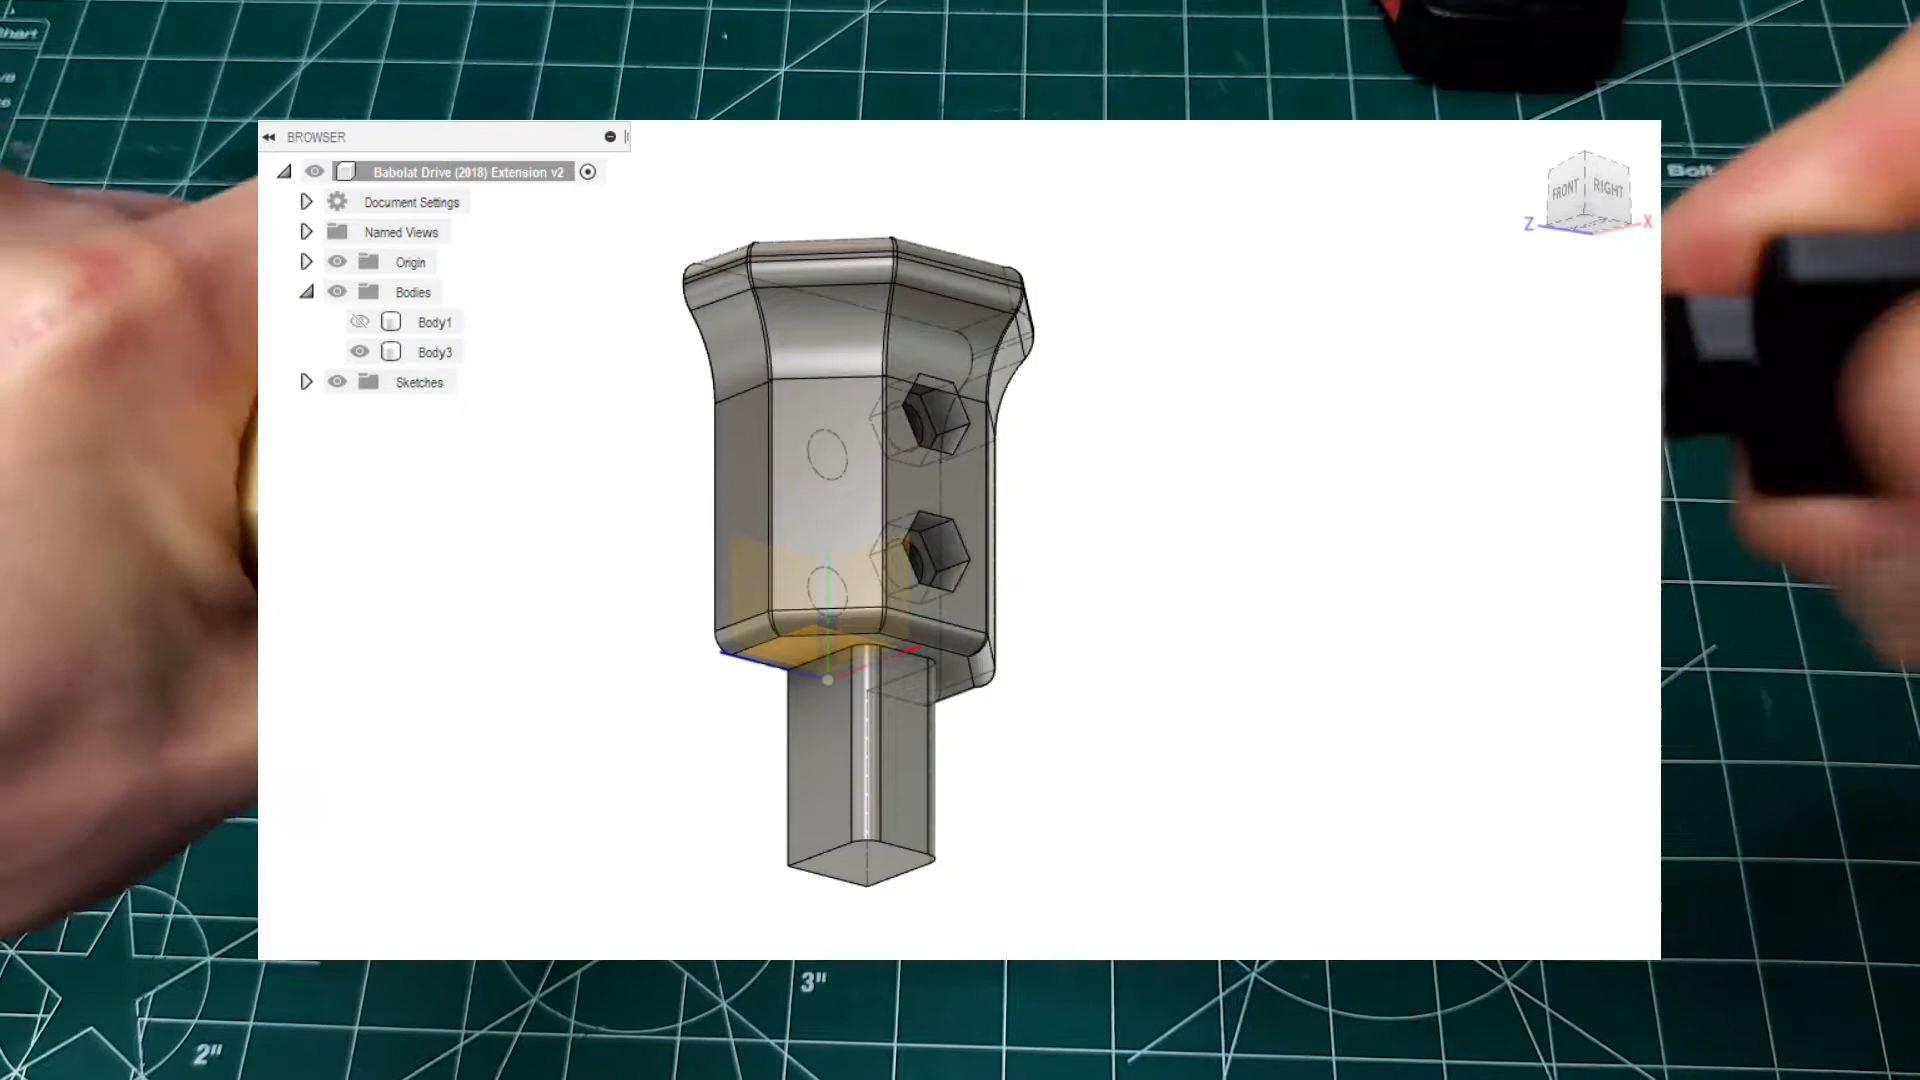 BROWSER
Babolat Drive (2018) Extension v2
Document Settings
Named Views
Origin
Bodies
Body1
Body3
Sketches
FRONT
RIGHT
Z
X
3"
2"